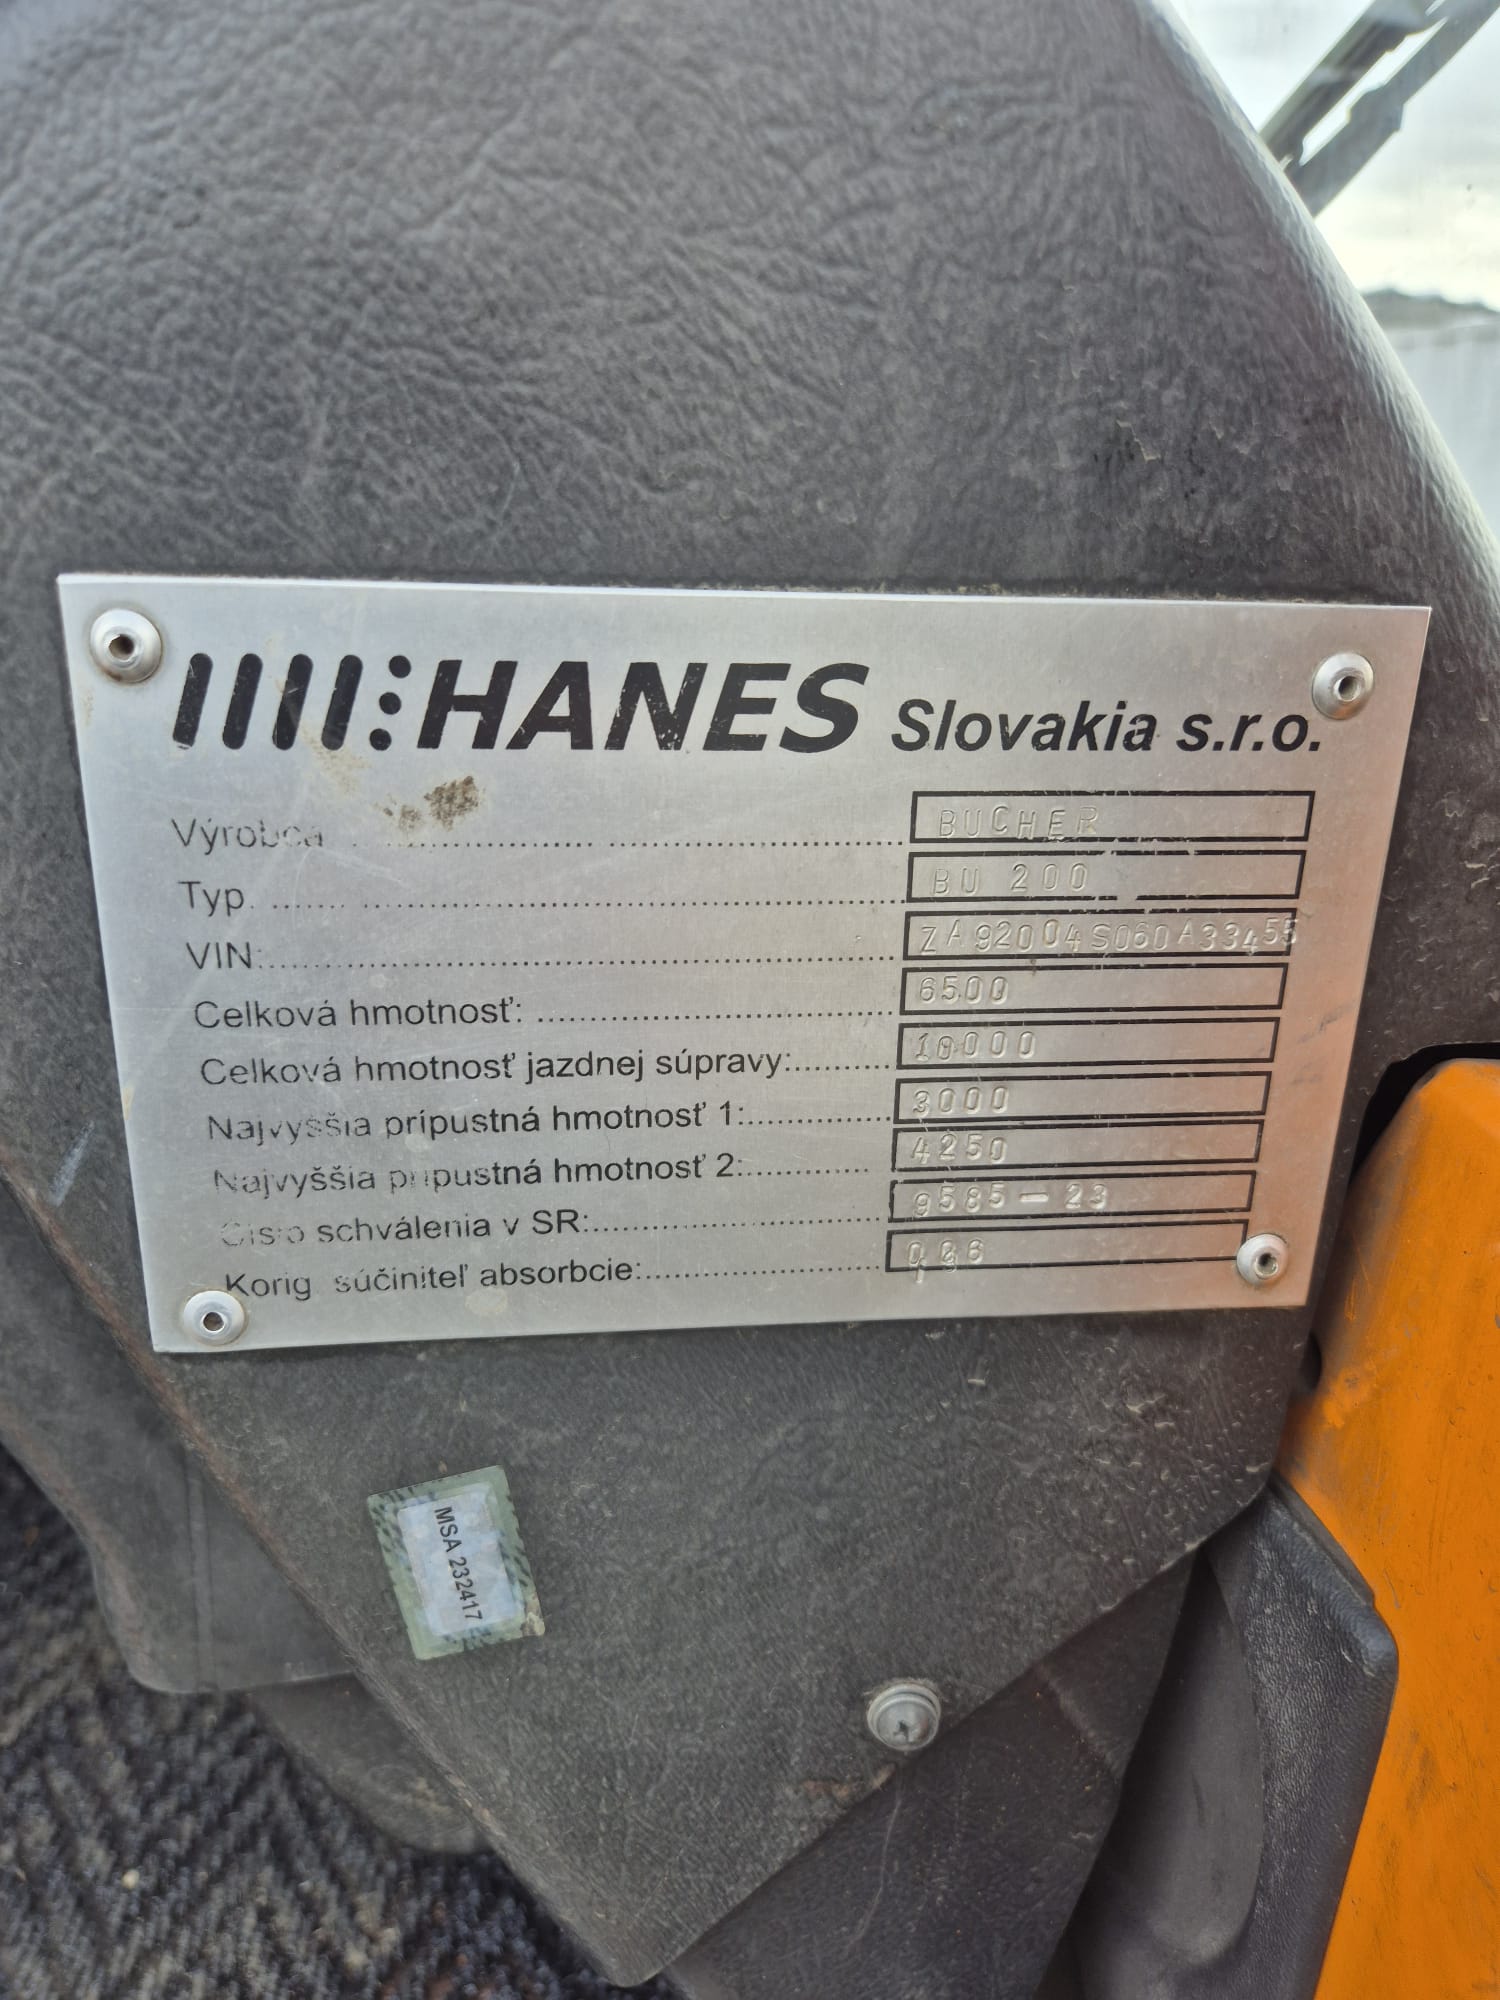 HANES Slovakia s.r.o.
Výrobca BUCHER
Typ. BU 200
VIN: ZA92004S060A33455
Celková hmotnosť: 6500
Celková hmotnosť jazdnej súpravy: 10000
Najvyššia prípustná hmotnosť 1: 3000
Najvyššia prípustná hmotnosť 2: 4250
Číslo schválenia v SR: 9585-23
Korig. súčiniteľ absorbcie:
MSA 232417